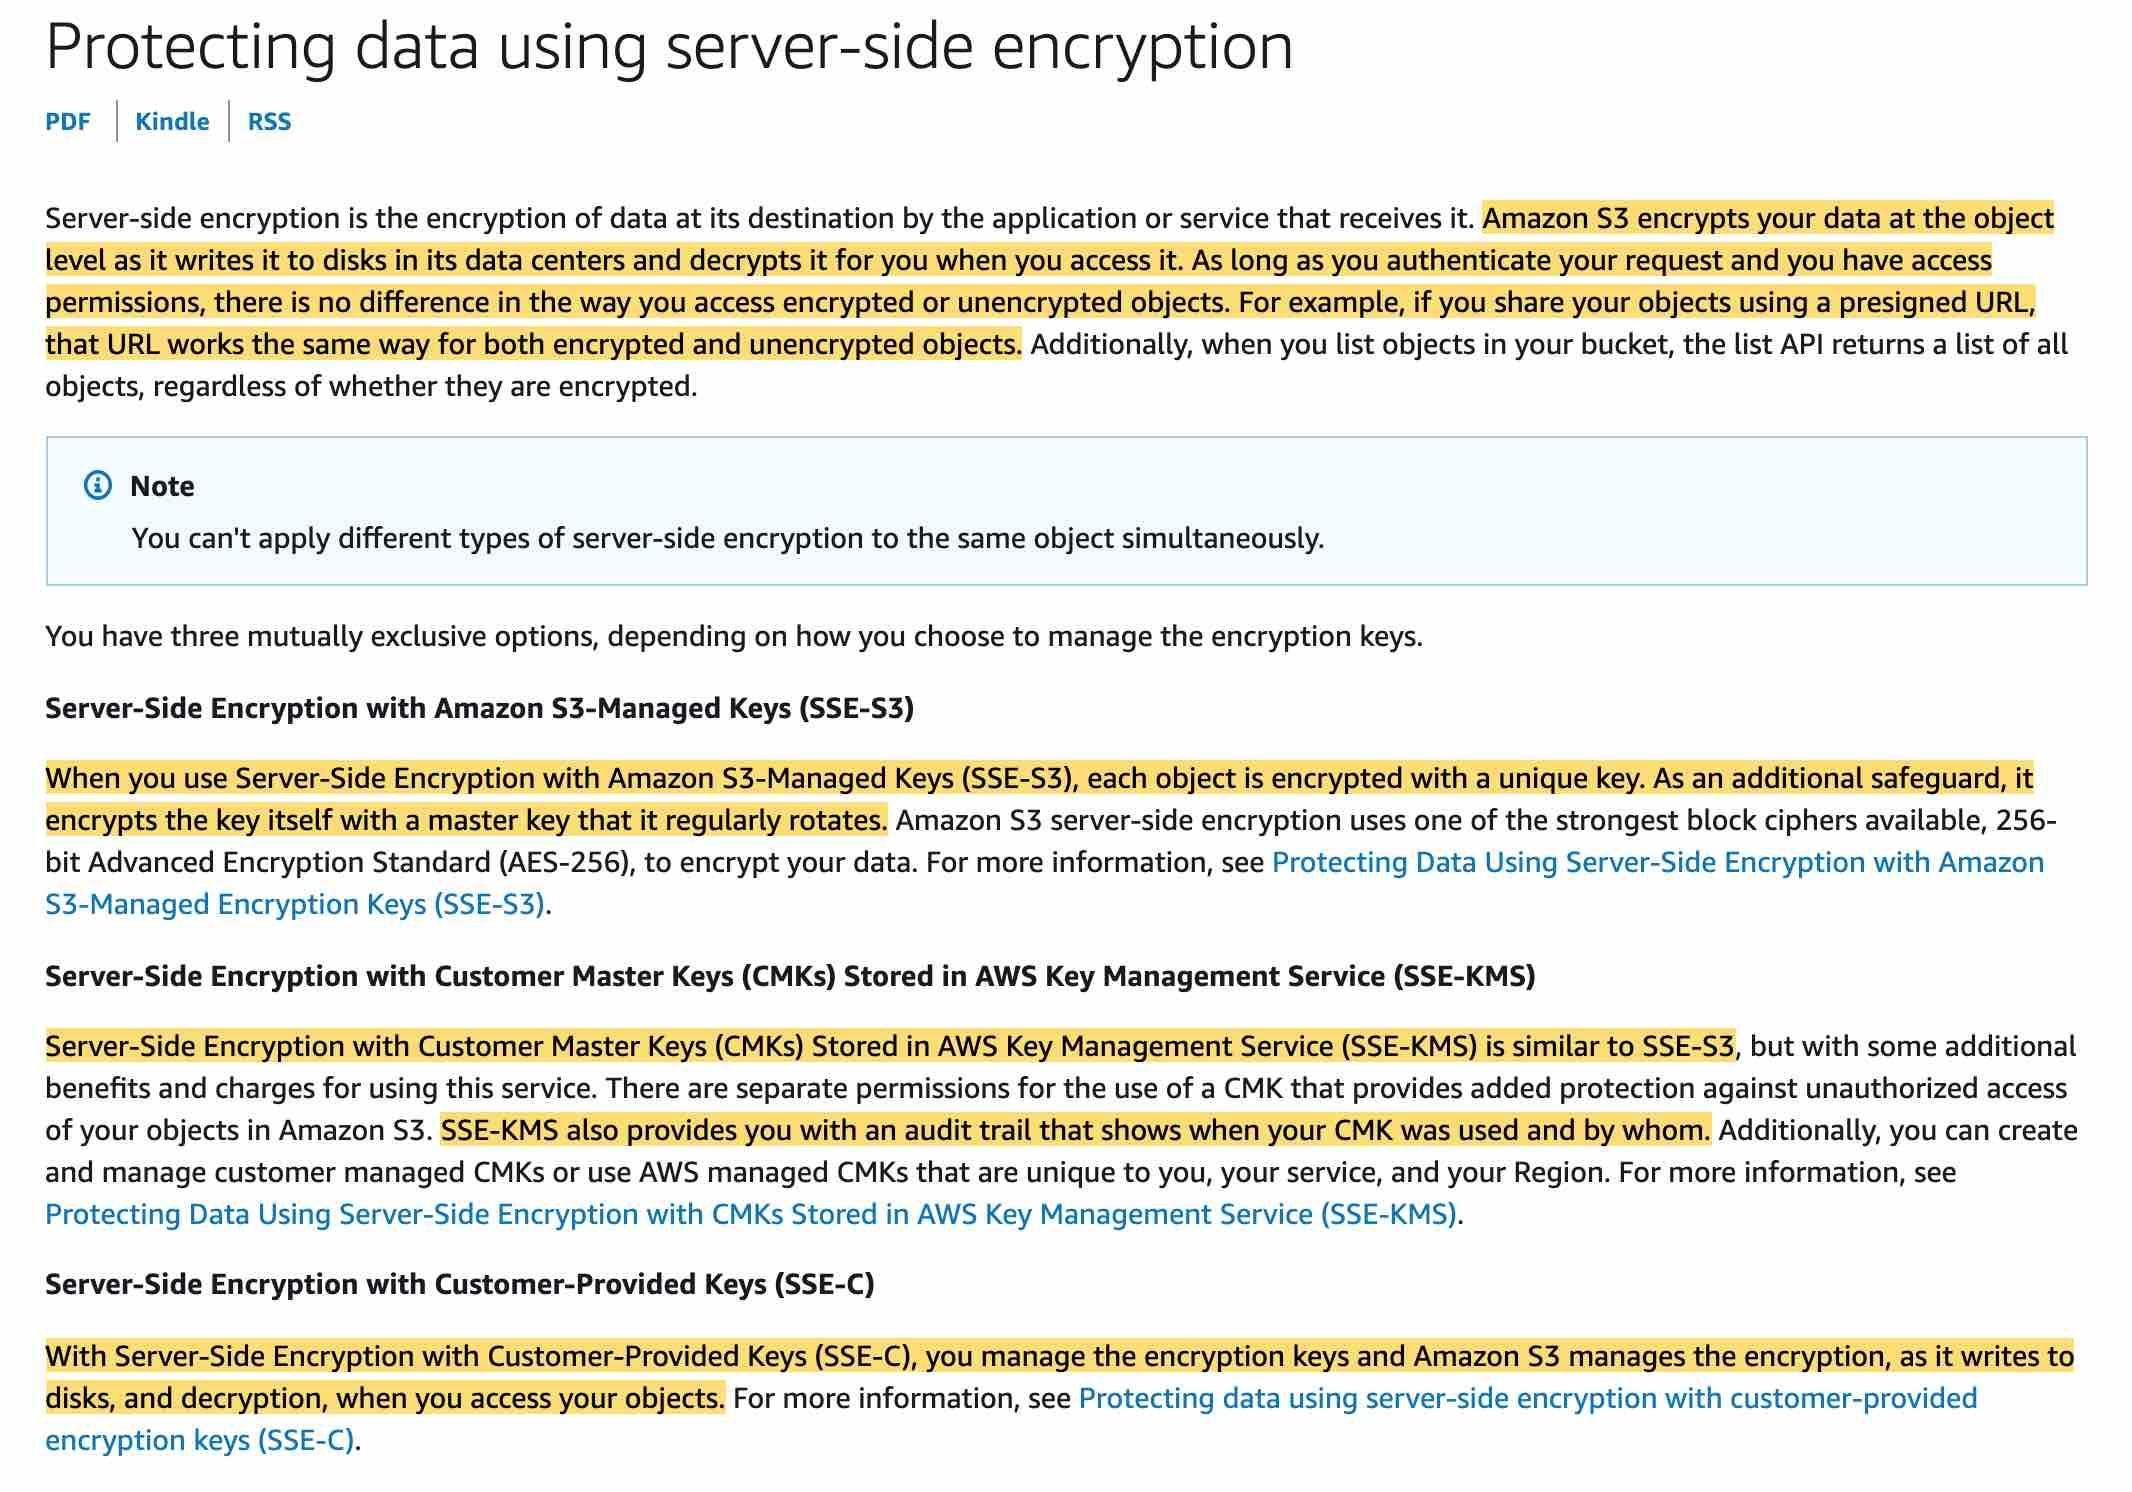 Protecting data using server-side encryption
PDF | Kindle | RSS
Server-side encryption is the encryption of data at its destination by the application or service that receives it. Amazon S3 encrypts your data at the object
level as it writes it to disks in its data centers and decrypts it for you when you access it. As long as you authenticate your request and you have access
permissions, there is no difference in the way you access encrypted or unencrypted objects. For example, if you share your objects using a presigned URL,
that URL works the same way for both encrypted and unencrypted objects. Additionally, when you list objects in your bucket, the list API returns a list of all
objects, regardless of whether they are encrypted.
Note
You can't apply different types of server-side encryption to the same object simultaneously.
You have three mutually exclusive options, depending on how you choose to manage the encryption keys.
Server-Side Encryption with Amazon S3-Managed Keys (SSE-S3)
When you use Server-Side Encryption with Amazon S3-Managed Keys (SSE-S3), each object is encrypted with a unique key. As an additional safeguard, it
encrypts the key itself with a master key that it regularly rotates. Amazon S3 server-side encryption uses one of the strongest block ciphers available, 256-
bit Advanced Encryption Standard (AES-256), to encrypt your data. For more information, see Protecting Data Using Server-Side Encryption with Amazon
S3-Managed Encryption Keys (SSE-S3).
Server-Side Encryption with Customer Master Keys (CMKs) Stored in AWS Key Management Service (SSE-KMS)
Server-Side Encryption with Customer Master Keys (CMKs) Stored in AWS Key Management Service (SSE-KMS) is similar to SSE-S3, but with some additional
benefits and charges for using this service. There are separate permissions for the use of a CMK that provides added protection against unauthorized access
of your objects in Amazon S3. SSE-KMS also provides you with an audit trail that shows when your CMK was used and by whom. Additionally, you can create
and manage customer managed CMKs or use AWS managed CMKs that are unique to you, your service, and your Region. For more information, see
Protecting Data Using Server-Side Encryption with CMKs Stored in AWS Key Management Service (SSE-KMS).
Server-Side Encryption with Customer-Provided Keys (SSE-C)
With Server-Side Encryption with Customer-Provided Keys (SSE-C), you manage the encryption keys and Amazon S3 manages the encryption, as it writes to
disks, and decryption, when you access your objects. For more information, see Protecting data using server-side encryption with customer-provided
encryption keys (SSE-C).